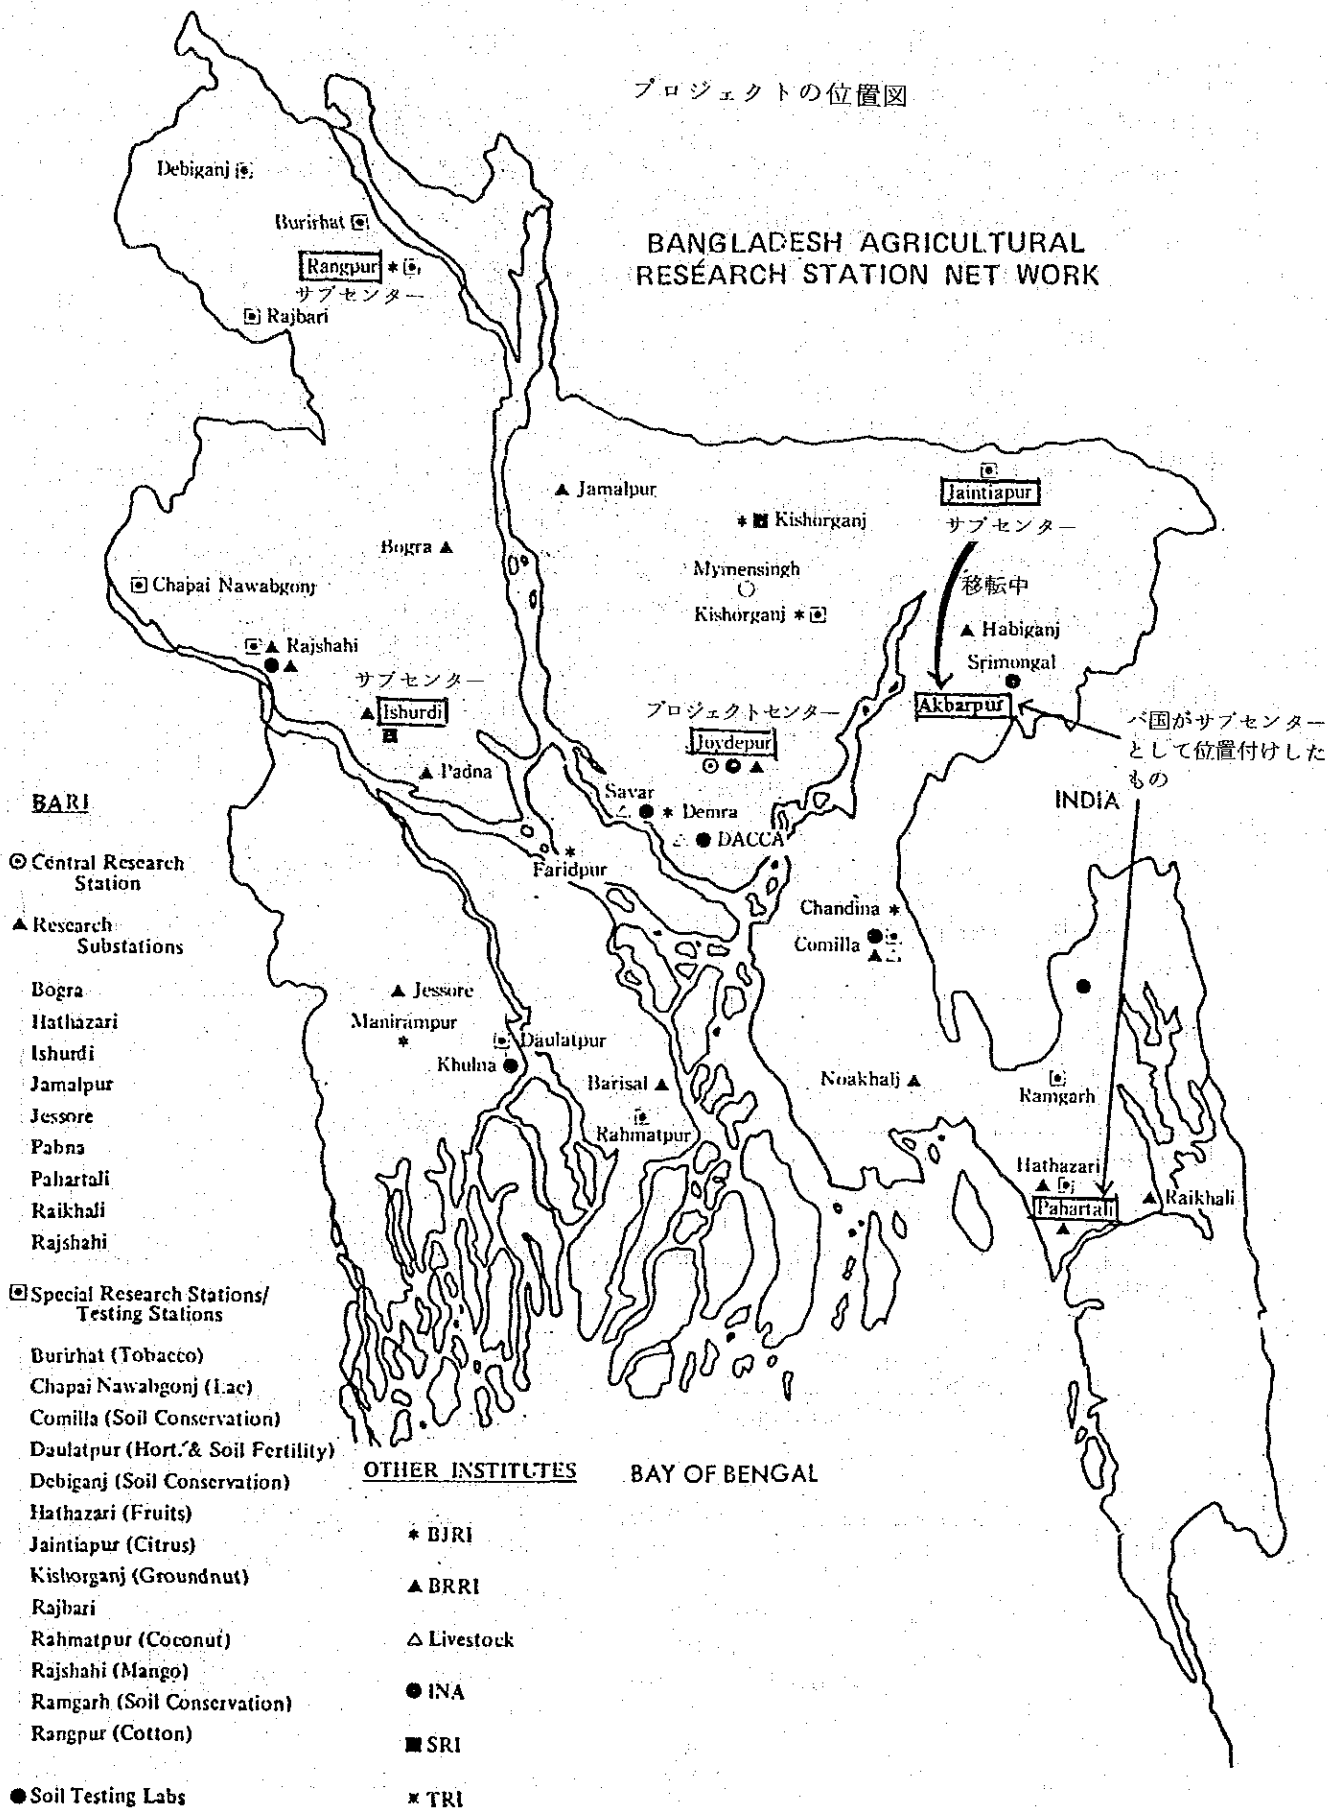 プロジェクトの位置図
BANGLADESH AGRICULTURAL
RESEARCH STATION NET WORK
Debiganj
Burirhat
Rangpur
サブセンター
Rajbari
Jamalpur
Kishorganj
Jaintiapur
サブセンター
移転中
Bogra
Mymensingh
Kishorganj
Chapai Nawabgonj
Habiganj
Srimongal
Rajshahi
サブセンター
Ishurdi
プロジェクトセンター
Joydepur
Akbarpur
バ国がサブセンター
として位置付けした
もの
INDIA
Padna
Savar
Demra
DACCA
Faridpur
Chandina
Comilla
Jessore
Manirampur
Daulatpur
Khulna
Barisal
Rahmatpur
Noakhali
Ramgarh
Hathazari
Pahartali
Raikhali
BARI
Central Research
Station
Research
Substations
Bogra
Hathazari
Ishurdi
Jamalpur
Jessore
Pabna
Pahartali
Raikhali
Rajshahi
Special Research Stations/
Testing Stations
Burirhat (Tobacco)
Chapai Nawabgonj (Lac)
Comilla (Soil Conservation)
Daulatpur (Hort. & Soil Fertility)
Debiganj (Soil Conservation)
Hathazari (Fruits)
Jaintiapur (Citrus)
Kishorganj (Groundnut)
Rajbari
Rahmatpur (Coconut)
Rajshahi (Mango)
Ramgarh (Soil Conservation)
Rangpur (Cotton)
Soil Testing Labs
OTHER INSTITUTES
BJRI
BRRI
Livestock
INA
SRI
TRI
BAY OF BENGAL